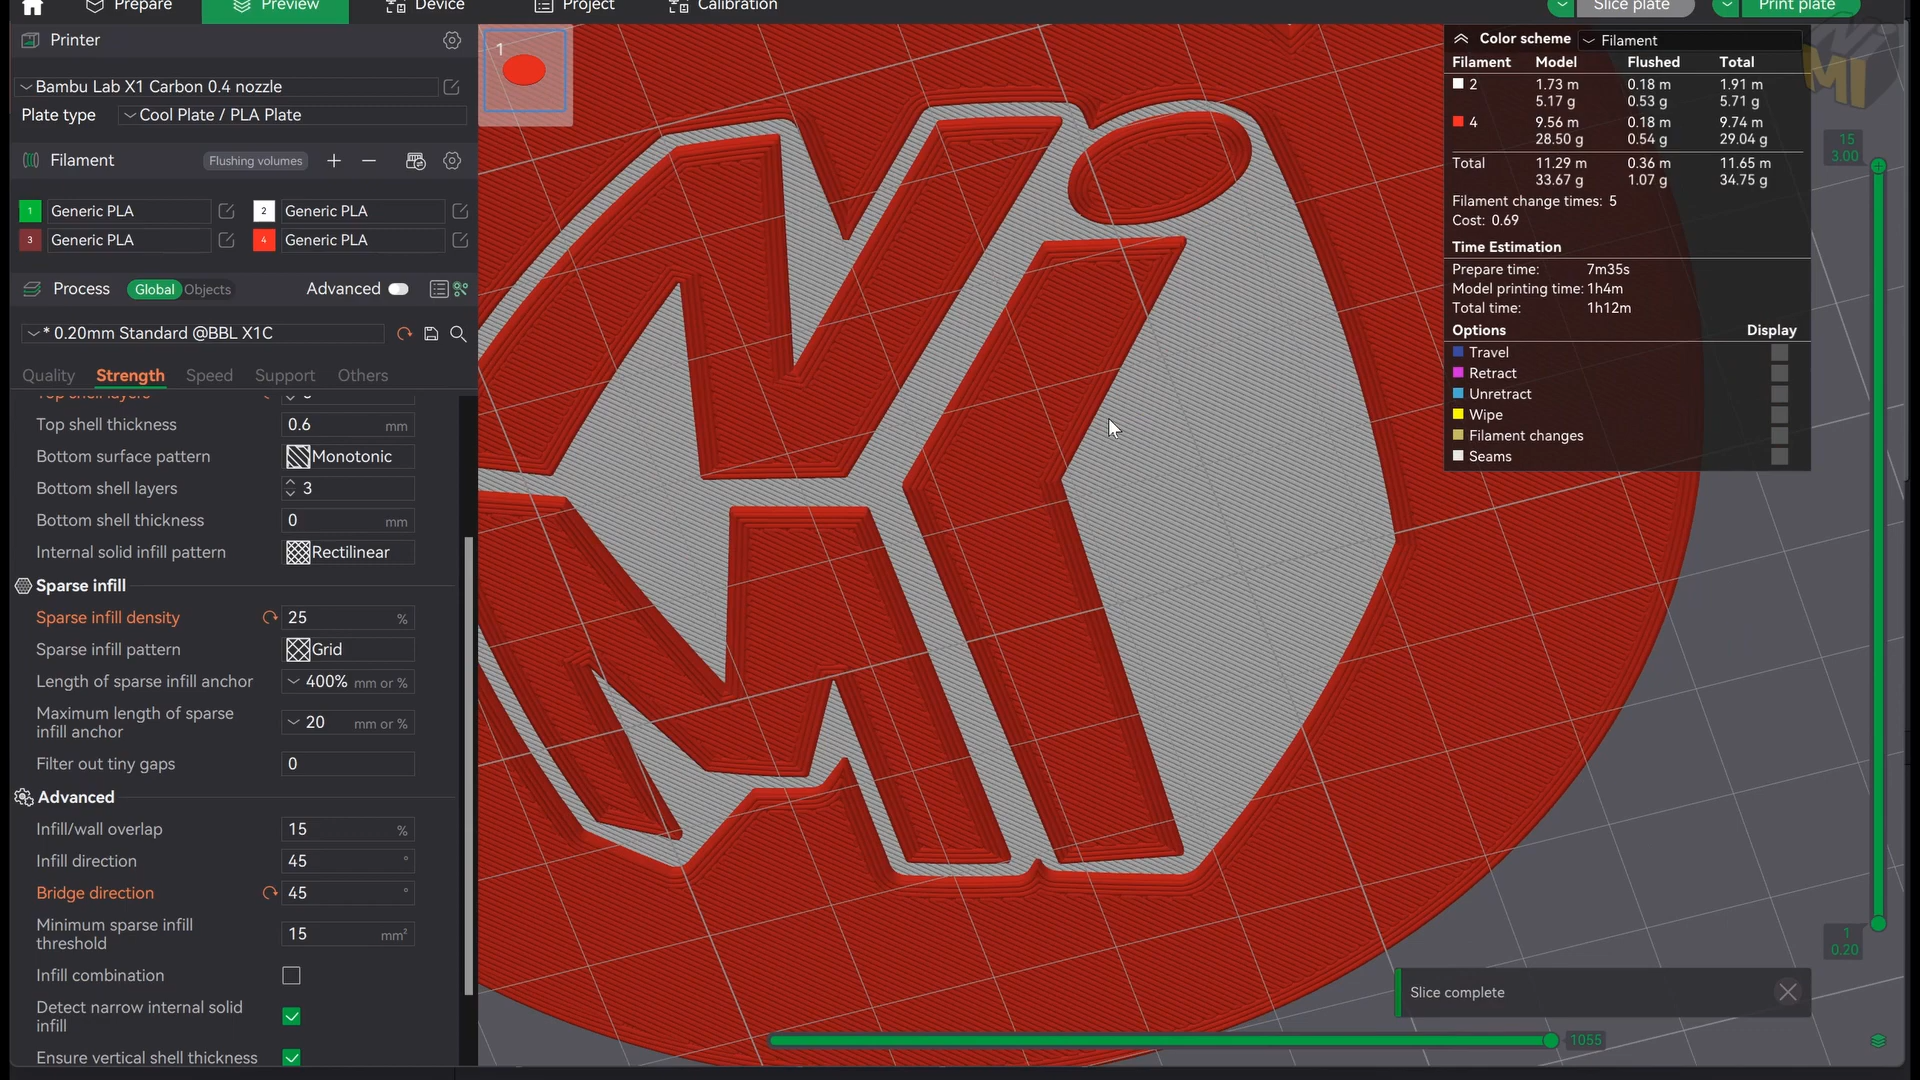 Prepare
Preview
Device
Project
Calibration
Slice plate
Print plate
Printer
Bambu Lab X1 Carbon 0.4 nozzle
Plate type
Cool Plate / PLA Plate
Filament
Flushing volumes
1 Generic PLA
2 Generic PLA
3 Generic PLA
4 Generic PLA
Process
Global
Objects
Advanced
* 0.20mm Standard @BBL X1C
Quality
Strength
Speed
Support
Others
Top shell layers
Top shell thickness 0.6 mm
Bottom surface pattern Monotonic
Bottom shell layers 3
Bottom shell thickness 0 mm
Internal solid infill pattern Rectilinear
Sparse infill
Sparse infill density 25 %
Sparse infill pattern Grid
Length of sparse infill anchor 400% mm or %
Maximum length of sparse
infill anchor
20 mm or %
Filter out tiny gaps 0
Advanced
Infill/wall overlap 15 %
Infill direction 45 °
Bridge direction 45 °
Minimum sparse infill
threshold
15 mm²
Infill combination
Detect narrow internal solid
infill
Ensure vertical shell thickness
1
Ni
MI
Color scheme Filament
Filament Model Flushed Total
2 1.73 m 0.18 m 1.91 m
5.17 g 0.53 g 5.71 g
4 9.56 m 0.18 m 9.74 m
28.50 g 0.54 g 29.04 g
Total 11.29 m 0.36 m 11.65 m
33.67 g 1.07 g 34.75 g
Filament change times: 5
Cost: 0.69
Time Estimation
Prepare time: 7m35s
Model printing time: 1h4m
Total time: 1h12m
Options Display
Travel
Retract
Unretract
Wipe
Filament changes
Seams
15
3.00
1
0.20
Slice complete
1055